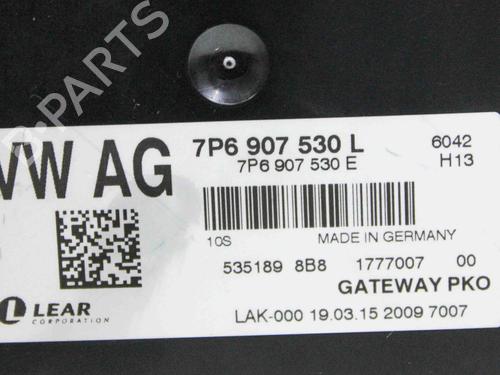 B-PARTS
VW AG
7P6 907 530 L
7P6 907 530 E
6042
H13
10S
MADE IN GERMANY
535189 8B8 1777007 00
GATEWAY PKO
LEAR
CORPORATION
LAK-000 19.03.15 2009 7007